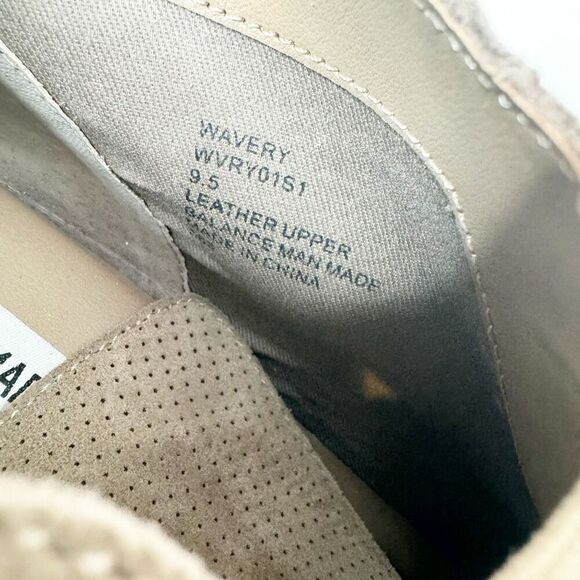 WAVERY
WVRY01S1
9.5
LEATHER UPPER
BALANCE MAN MADE
MADE IN CHINA